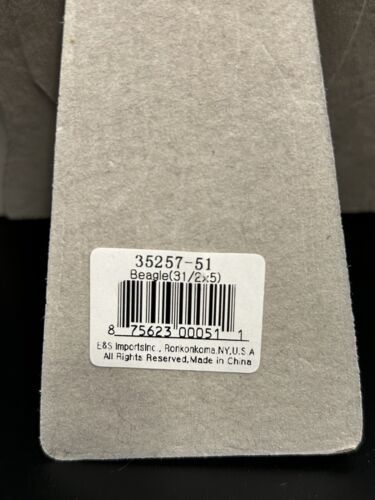 35257-51
Beagle(31/2x5)
8 75623 00051 1
E&S ImportsInc., Ronkonkoma,NY,U.S.A
All Rights Reserved,Made in China